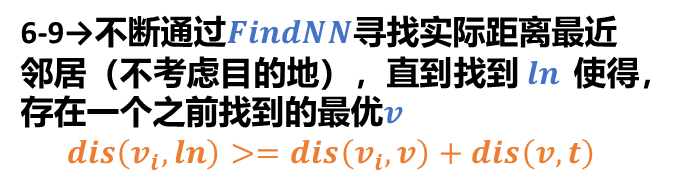 6-9→不断通过FindNN寻找实际距离最近
邻居（不考虑目的地），直到找到 ln 使得，
存在一个之前找到的最优v
dis(vᵢ, ln) >= dis(vᵢ, v) + dis(v, t)